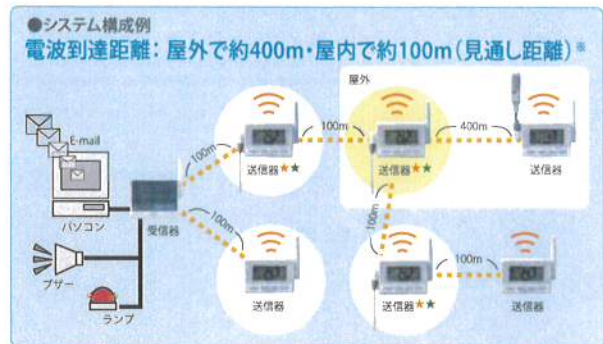 ●システム構成例
電波到達距離：屋外で約400m・屋内で約100m(見通し距離)※
屋外
E-mail
100m
100m
400m
送信器★★
送信器★★
送信器
パソコン
受信器
100m
100m
100m
100m
ブザー
ランプ
送信器
送信器★★
送信器